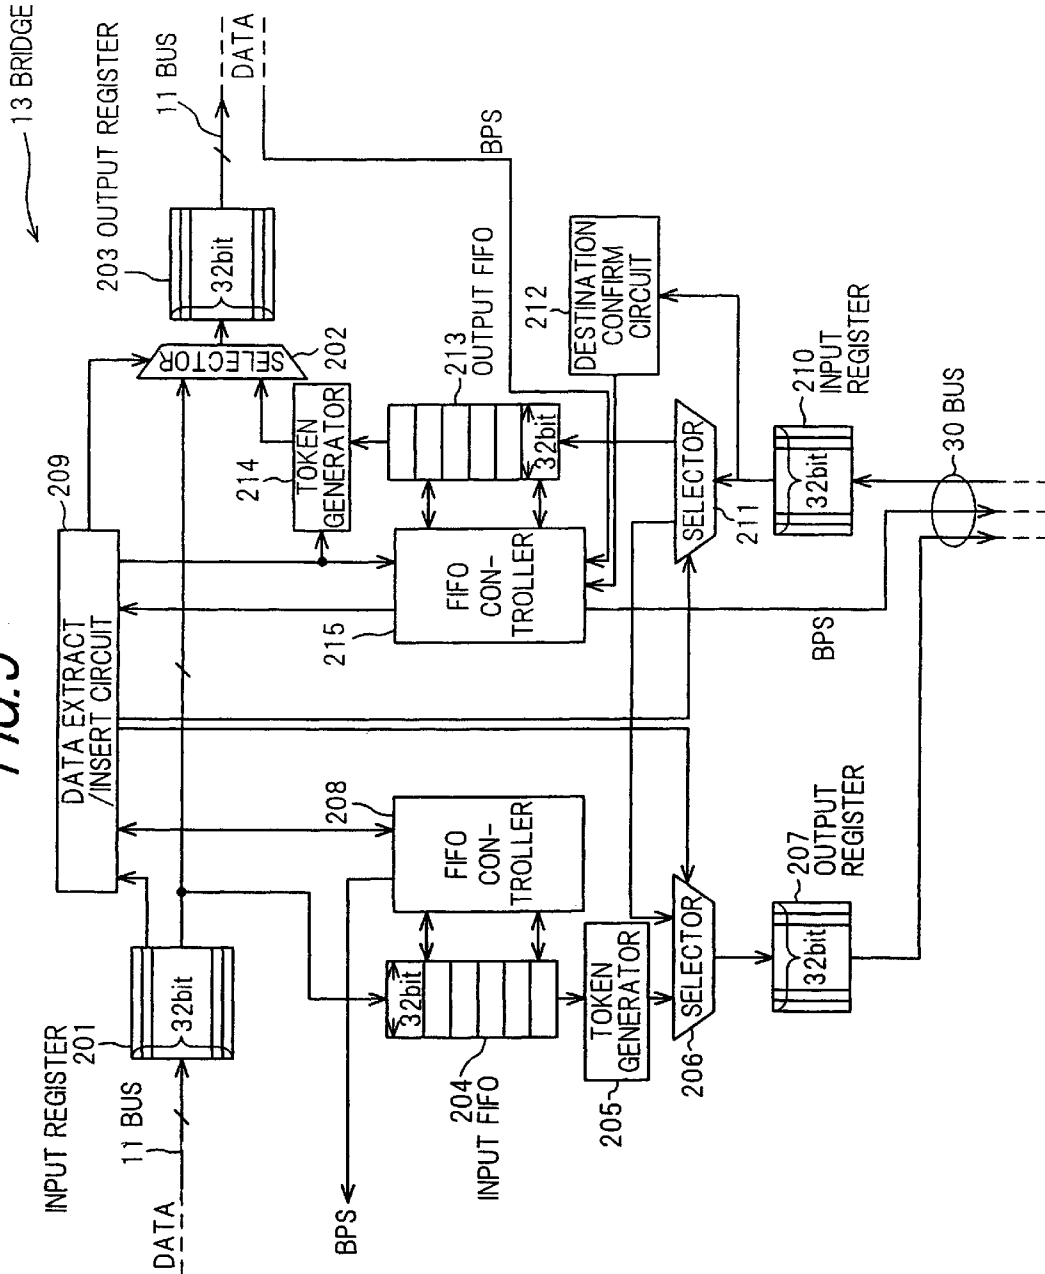 FIG.5
13 BRIDGE
INPUT REGISTER
201
11 BUS
DATA
32bit
DATA EXTRACT
/INSERT CIRCUIT
209
203 OUTPUT REGISTER
32bit
11 BUS
DATA
SELECTOR
202
BPS
BPS
32bit
204
INPUT FIFO
208
FIFO
CON-
TROLLER
215
FIFO
CON-
TROLLER
214
TOKEN
GENERATOR
213
OUTPUT FIFO
32bit
212
DESTINATION
CONFIRM
CIRCUIT
205
TOKEN
GENERATOR
206
SELECTOR
SELECTOR
211
BPS
207
OUTPUT
REGISTER
32bit
210
INPUT
REGISTER
32bit
30 BUS